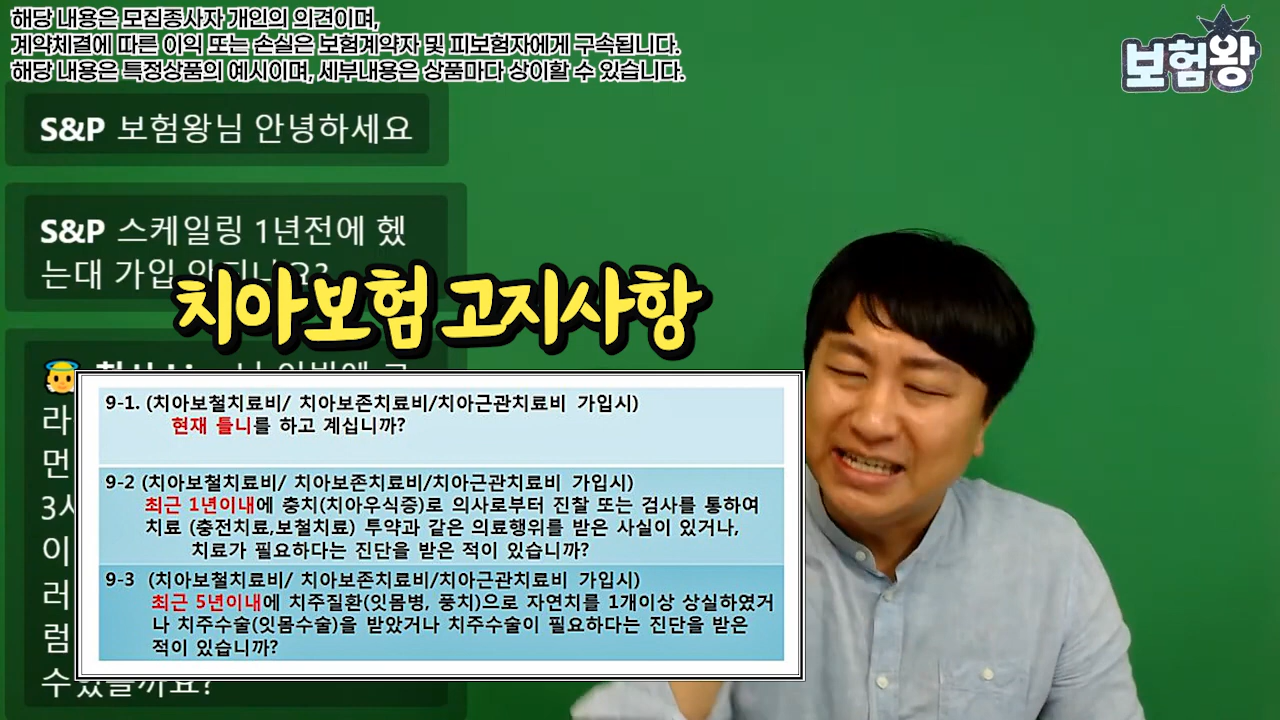 해당 내용은 모집종사자 개인의 의견이며,
계약체결에 따른 이익 또는 손실은 보험계약자 및 피보험자에게 구속됩니다.
해당 내용은 특정상품의 예시이며, 세부내용은 상품마다 상이할 수 있습니다.
보험왕
S&P 보험왕님 안녕하세요
S&P 스케일링 1년전에 헸
는대 가입
치아보험 고지사항
라
먼
이
러
럼
9-1. (치아보철치료비/ 치아보존치료비/치아근관치료비 가입시)
현재 틀니를 하고 계십니까?
9-2 (치아보철치료비/ 치아보존치료비/치아근관치료비 가입시)
최근 1년이내에 충치(치아우식증)로 의사로부터 진찰 또는 검사를 통하여
치료 (충전치료,보철치료) 투약과 같은 의료행위를 받은 사실이 있거나,
치료가 필요하다는 진단을 받은 적이 있습니까?
9-3 (치아보철치료비/ 치아보존치료비/치아근관치료비 가입시)
최근 5년이내에 치주질환(잇몸병, 풍치)으로 자연치를 1개이상 상실하였거
나 치주수술(잇몸수술)을 받았거나 치주수술이 필요하다는 진단을 받은
적이 있습니까?